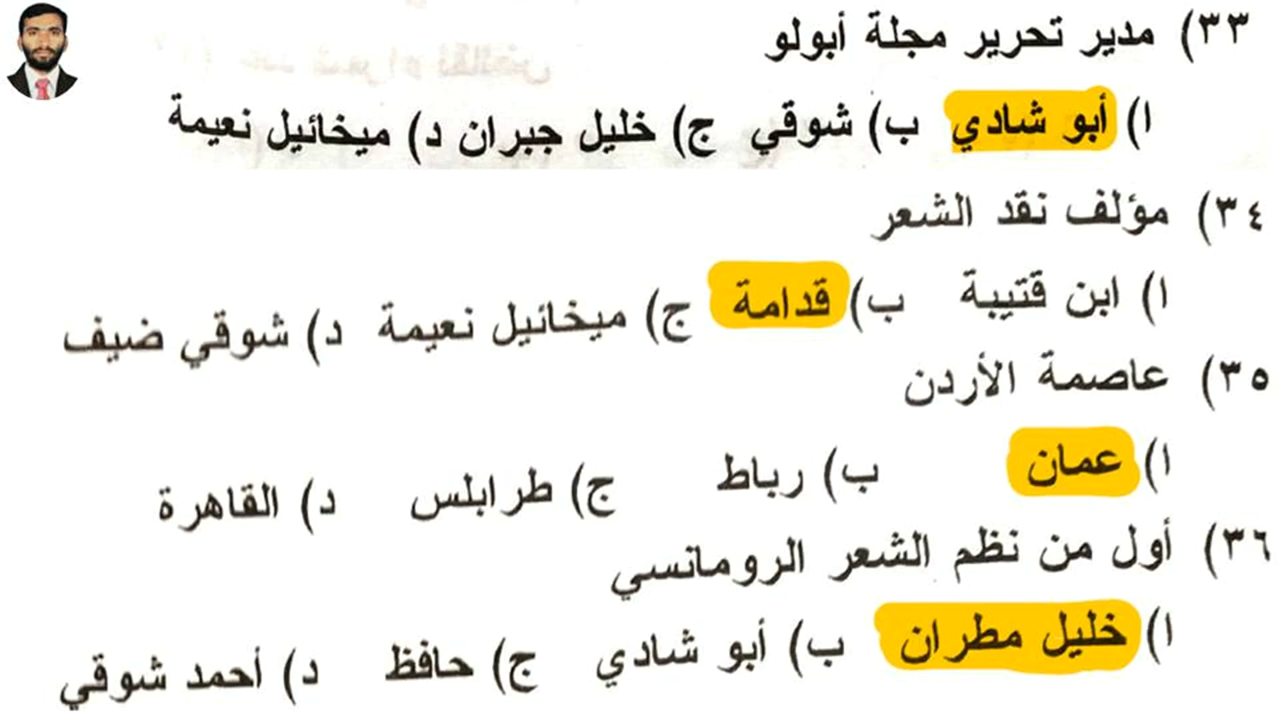 ٣٣) مدير تحرير مجلة أبولو
ا) أبو شادي ب) شوقي ج) خليل جبران د) ميخائيل نعيمة
٣٤) مؤلف نقد الشعر
ا) ابن قتيبة ب) قدامة ج) ميخائيل نعيمة د) شوقي ضيف
٣٥) عاصمة الأردن
ا) عمان ب) رباط ج) طرابلس د) القاهرة
٣٦) أول من نظم الشعر الرومانسي
ا) خليل مطران ب) أبو شادي ج) حافظ د) أحمد شوقي